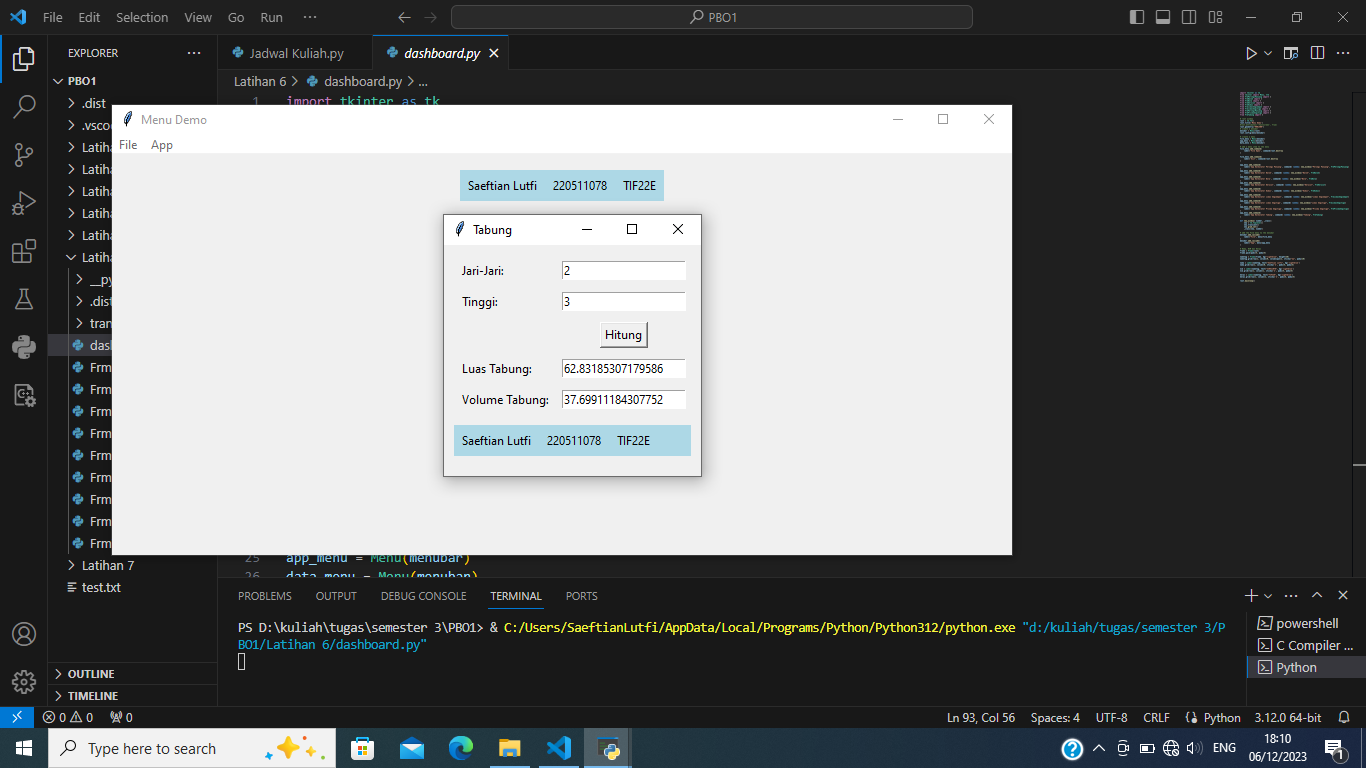 File Edit Selection View Go Run ··· PBO1
EXPLORER ···
Jadwal Kuliah.py
dashboard.py
PBO1
Latihan 6 > dashboard.py > ...
.dist
1 import tkinter as tk
.vsco
Menu Demo
File App
Latiha
Latiha
Latiha
Latiha
Latiha
Latiha
__py
.dist
tran
dash
Frm
Frm
Frm
Frm
Frm
Frm
Frm
Frm
Frm
Latihan 7
test.txt
Saeftian Lutfi 220511078 TIF22E
Tabung
Jari-Jari: 2
Tinggi: 3
Hitung
Luas Tabung: 62.83185307179586
Volume Tabung: 37.69911184307752
Saeftian Lutfi 220511078 TIF22E
25 app_menu = Menu(menubar)
26 data_menu = Menu(menubar)
PROBLEMS OUTPUT DEBUG CONSOLE TERMINAL PORTS
PS D:\kuliah\tugas\semester 3\PBO1> & C:/Users/SaeftianLutfi/AppData/Local/Programs/Python/Python312/python.exe "d:/kuliah/tugas/semester 3/P
BO1/Latihan 6/dashboard.py"
powershell
C Compiler ...
Python
OUTLINE
TIMELINE
0 0 0
Ln 93, Col 56 Spaces: 4 UTF-8 CRLF Python 3.12.0 64-bit
Type here to search
ENG
18:10
06/12/2023
1